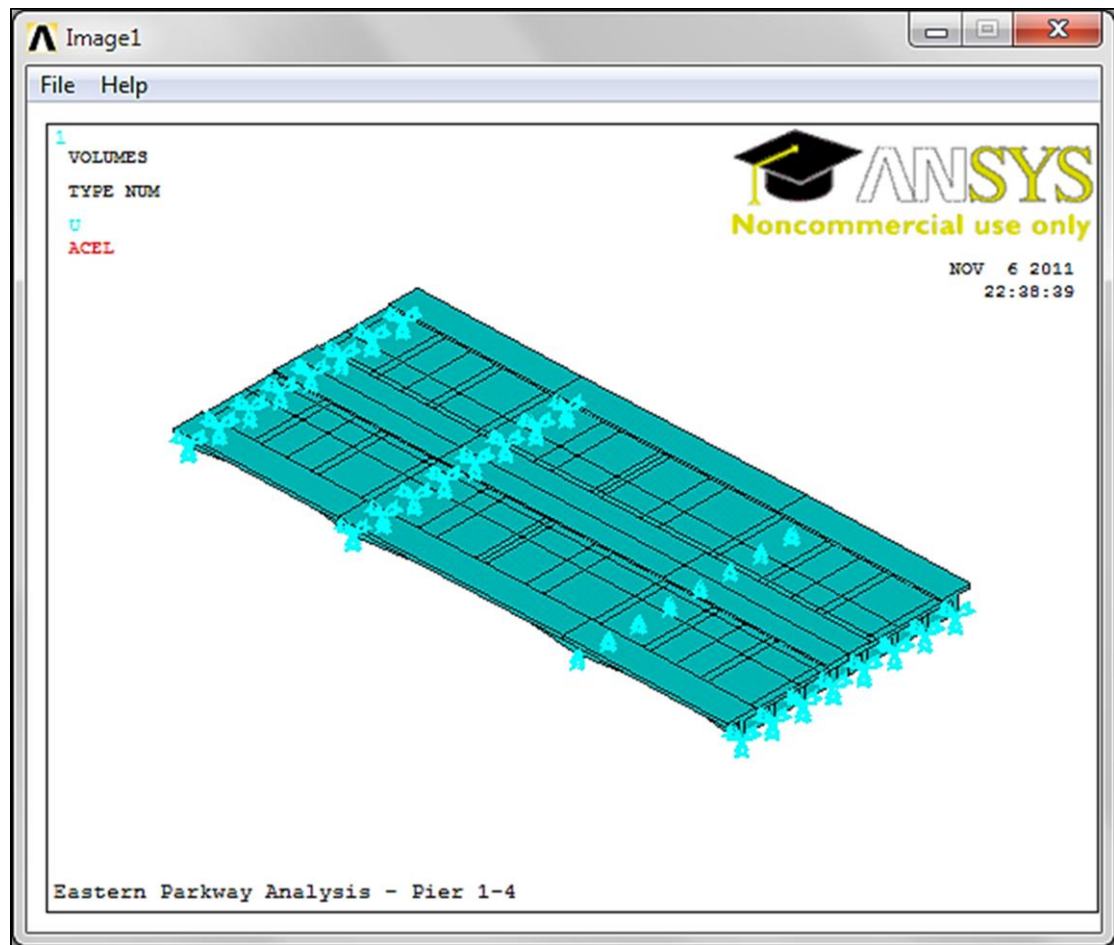 Image1
File Help
1
VOLUMES
TYPE NUM
U
ACEL
ANSYS
Noncommercial use only
NOV 6 2011
22:38:39
Eastern Parkway Analysis - Pier 1-4